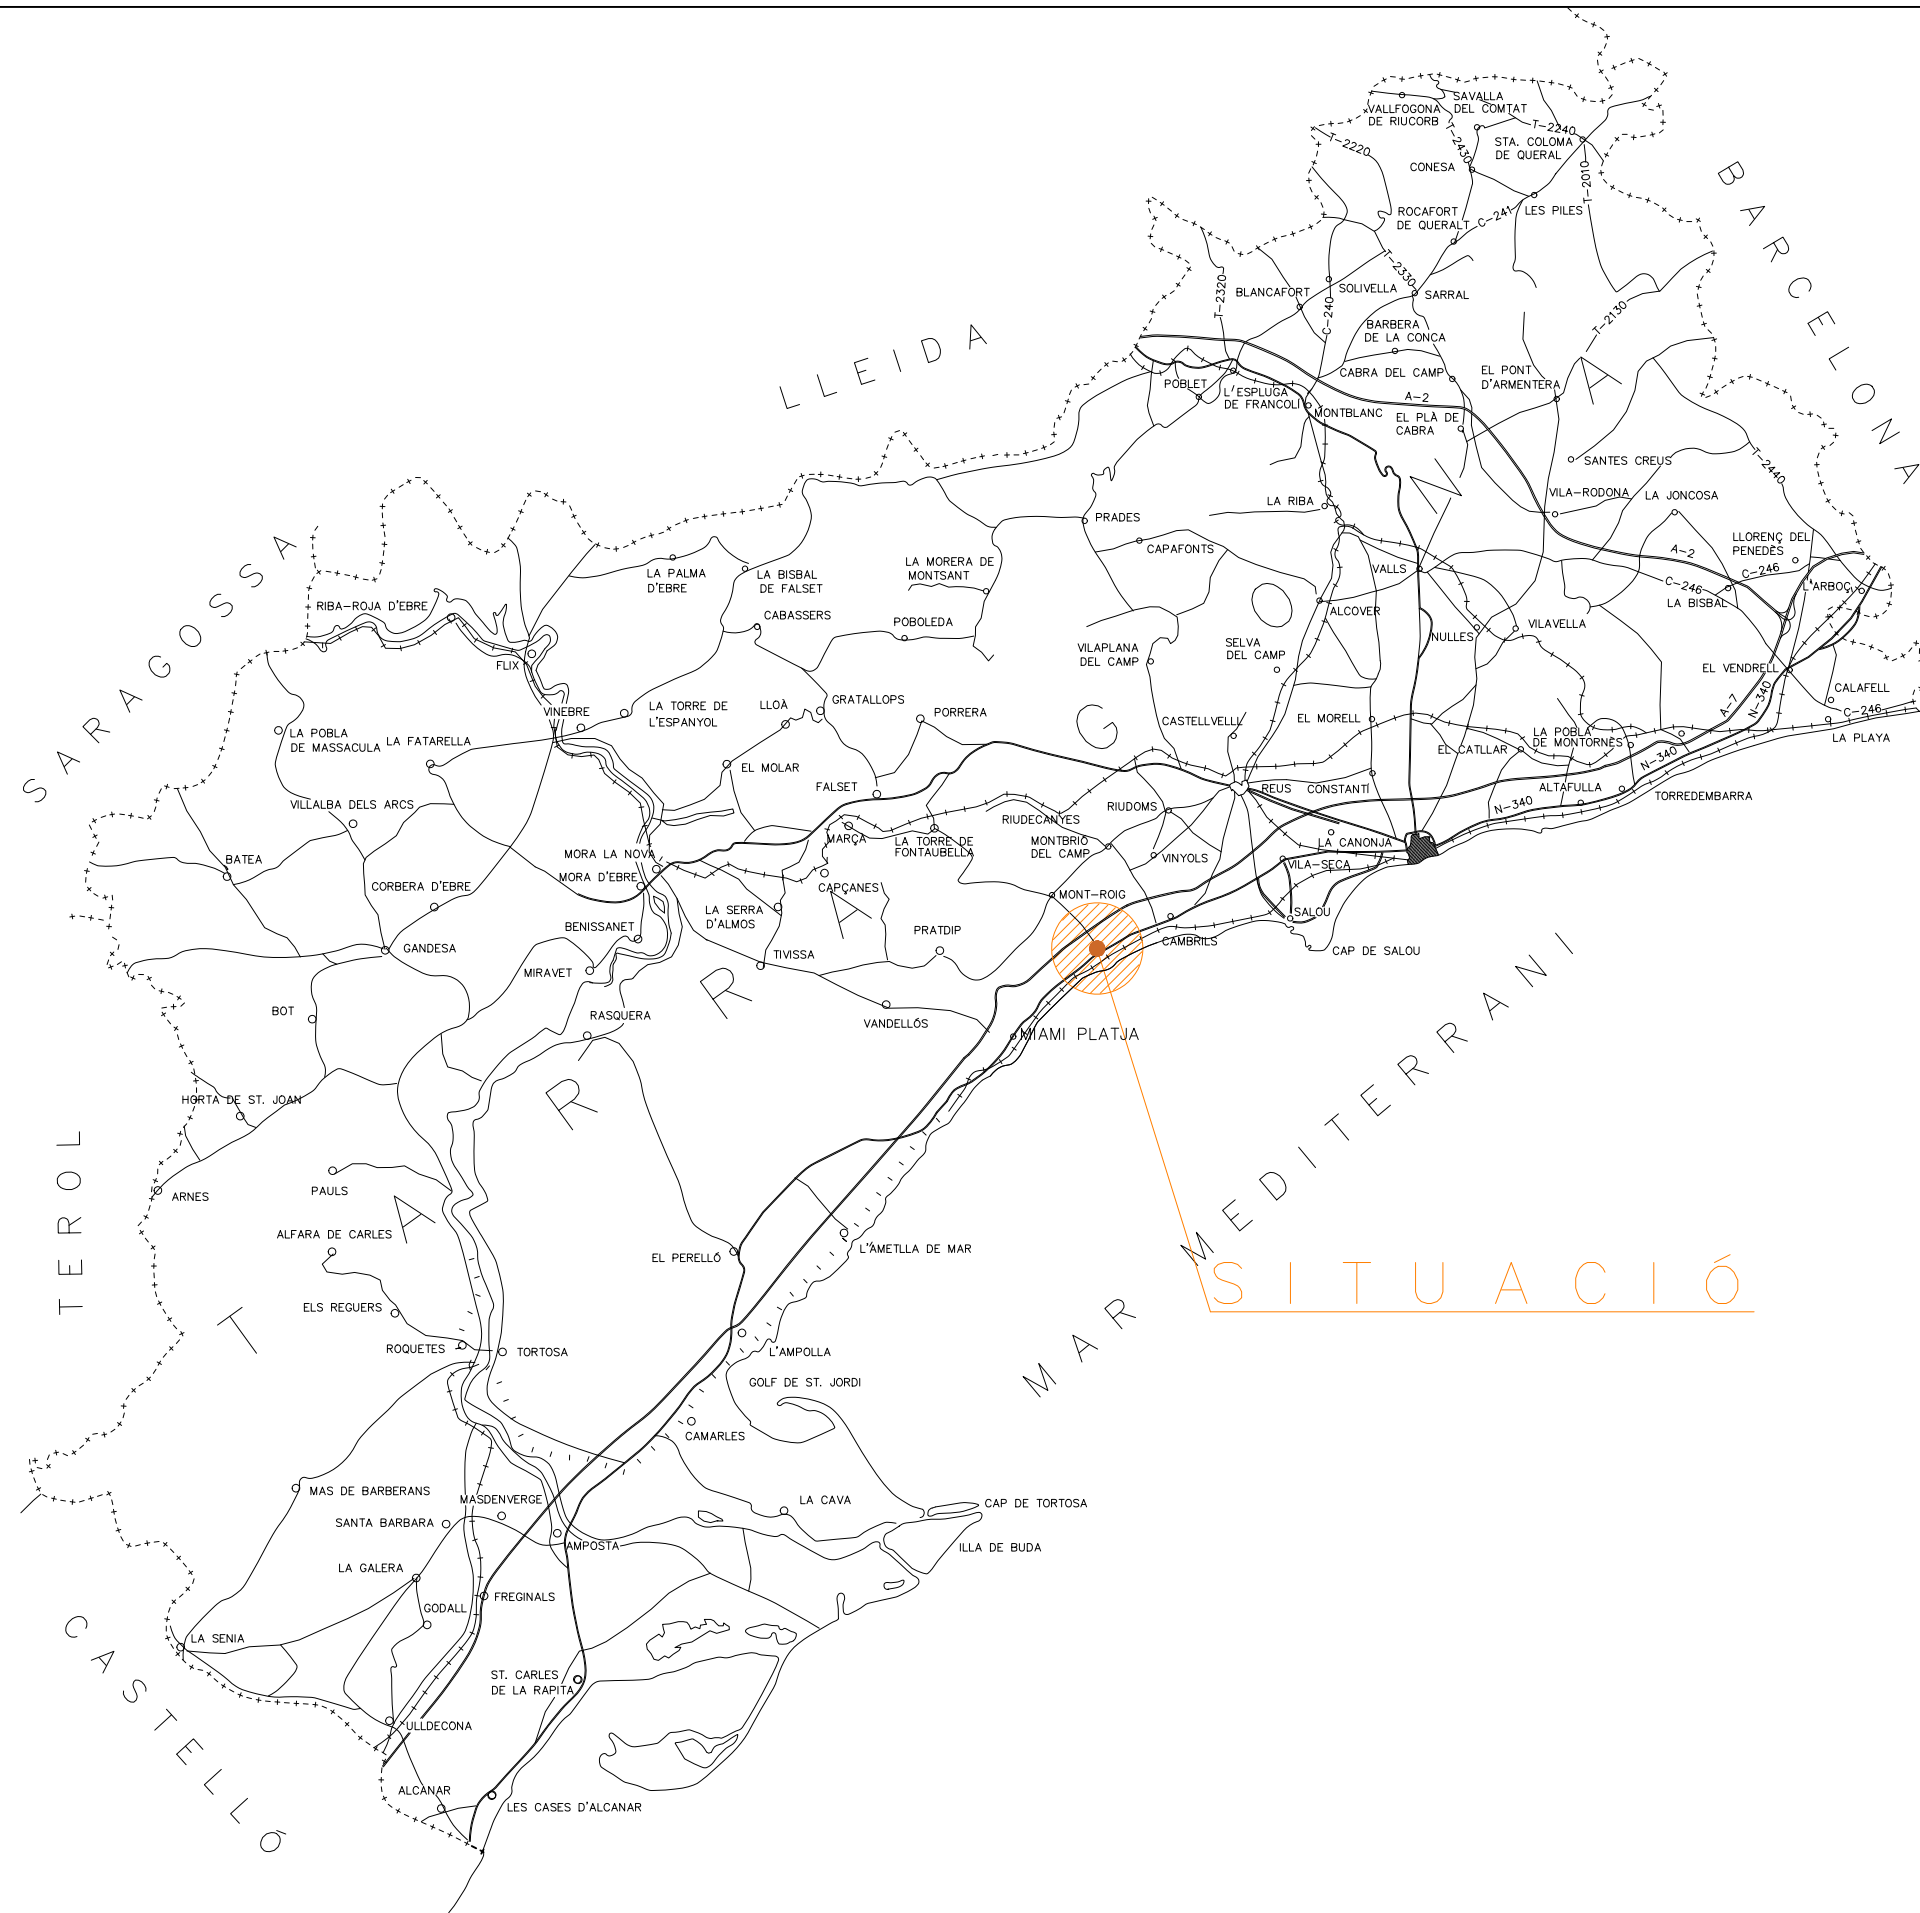 SAVALLA
DEL COMTAT
VALLFOGONA
DE RIUCORB
T-2240
T-2430
T-2220
STA. COLOMA
DE QUERAL
CONESA
T-2010
BARCELONA
ROCAFORT
DE QUERALT
C-241
LES PILES
T-2330
T-2320
BLANCAFORT
SOLIVELLA
SARRAL
C-240
T-2130
BARBERA
DE LA CONCA
LLEIDA
CABRA DEL CAMP
EL PONT
D'ARMENTERA
POBLET
L'ESPLUGA
DE FRANCOLÍ
A-2
MONTBLANC
EL PLÀ DE
CABRA
SANTES CREUS
T-2440
VILA-RODONA
LA JONCOSA
LA RIBA
PRADES
CAPAFONTS
LLORENÇ DEL
PENEDÈS
A-2
C-246
C-246
L'ARBOÇ
LA BISBAL
SARAGOSSA
LA MORERA DE
MONTSANT
VALLS
LA PALMA
D'EBRE
LA BISBAL
DE FALSET
RIBA-ROJA D'EBRE
CABASSERS
POBOLEDA
ALCOVER
NULLES
VILAVELLA
VILAPLANA
DEL CAMP
SELVA
DEL CAMP
FLIX
EL VENDRELL
CALAFELL
C-246
LA PLAYA
A-7
N-340
VINEBRE
LA TORRE DE
L'ESPANYOL
LLOÀ
GRATALLOPS
PORRERA
CASTELLVELLL
EL MORELL
LA POBLA
DE MONTORNÈS
EL CATLLAR
LA POBLA
DE MASSACULA
LA FATARELLA
EL MOLAR
FALSET
REUS
CONSTANTÍ
N-340
N-340
ALTAFULLA
TORREDEMBARRA
VILLALBA DELS ARCS
RIUDOMS
RIUDECANYES
MARÇA
LA TORRE DE
FONTAUBELLA
MONTBRIÓ
DEL CAMP
VINYOLS
LA CANONJA
VILA-SECA
BATEA
MORA LA NOVA
MORA D'EBRE
CORBERA D'EBRE
CAPÇANES
MONT-ROIG
LA SERRA
D'ALMOS
SALOU
BENISSANET
PRATDIP
CAMBRILS
CAP DE SALOU
GANDESA
TIVISSA
MIRAVET
BOT
RASQUERA
VANDELLÓS
MIAMI PLATJA
TARRAGONA
MAR MEDITERRANI
HORTA DE ST. JOAN
TEROL
ARNES
PAULS
ALFARA DE CARLES
EL PERELLÓ
L'AMETLLA DE MAR
SITUACIÓ
ELS REGUERS
ROQUETES
TORTOSA
L'AMPOLLA
GOLF DE ST. JORDI
CAMARLES
MAS DE BARBERANS
MASDENVERGE
LA CAVA
CAP DE TORTOSA
SANTA BARBARA
AMPOSTA
ILLA DE BUDA
LA GALERA
FREGINALS
GODALL
LA SENIA
CASTELLÓ
ST. CARLES
DE LA RAPITA
ULLDECONA
ALCANAR
LES CASES D'ALCANAR